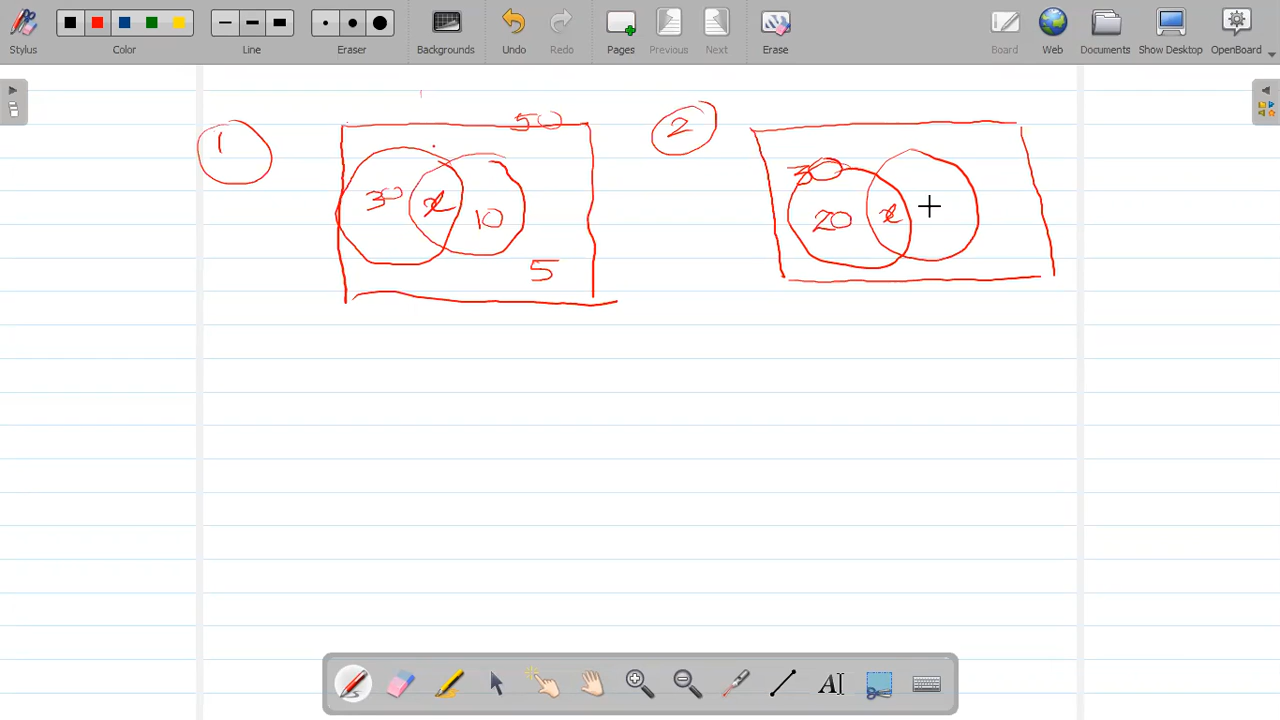 Stylus
Color
Line
Eraser
Backgrounds
Undo
Redo
Pages
Previous
Next
Erase
Board
Web
Documents
Show Desktop
OpenBoard
1
50
30
x
10
5
2
30
20
x
A